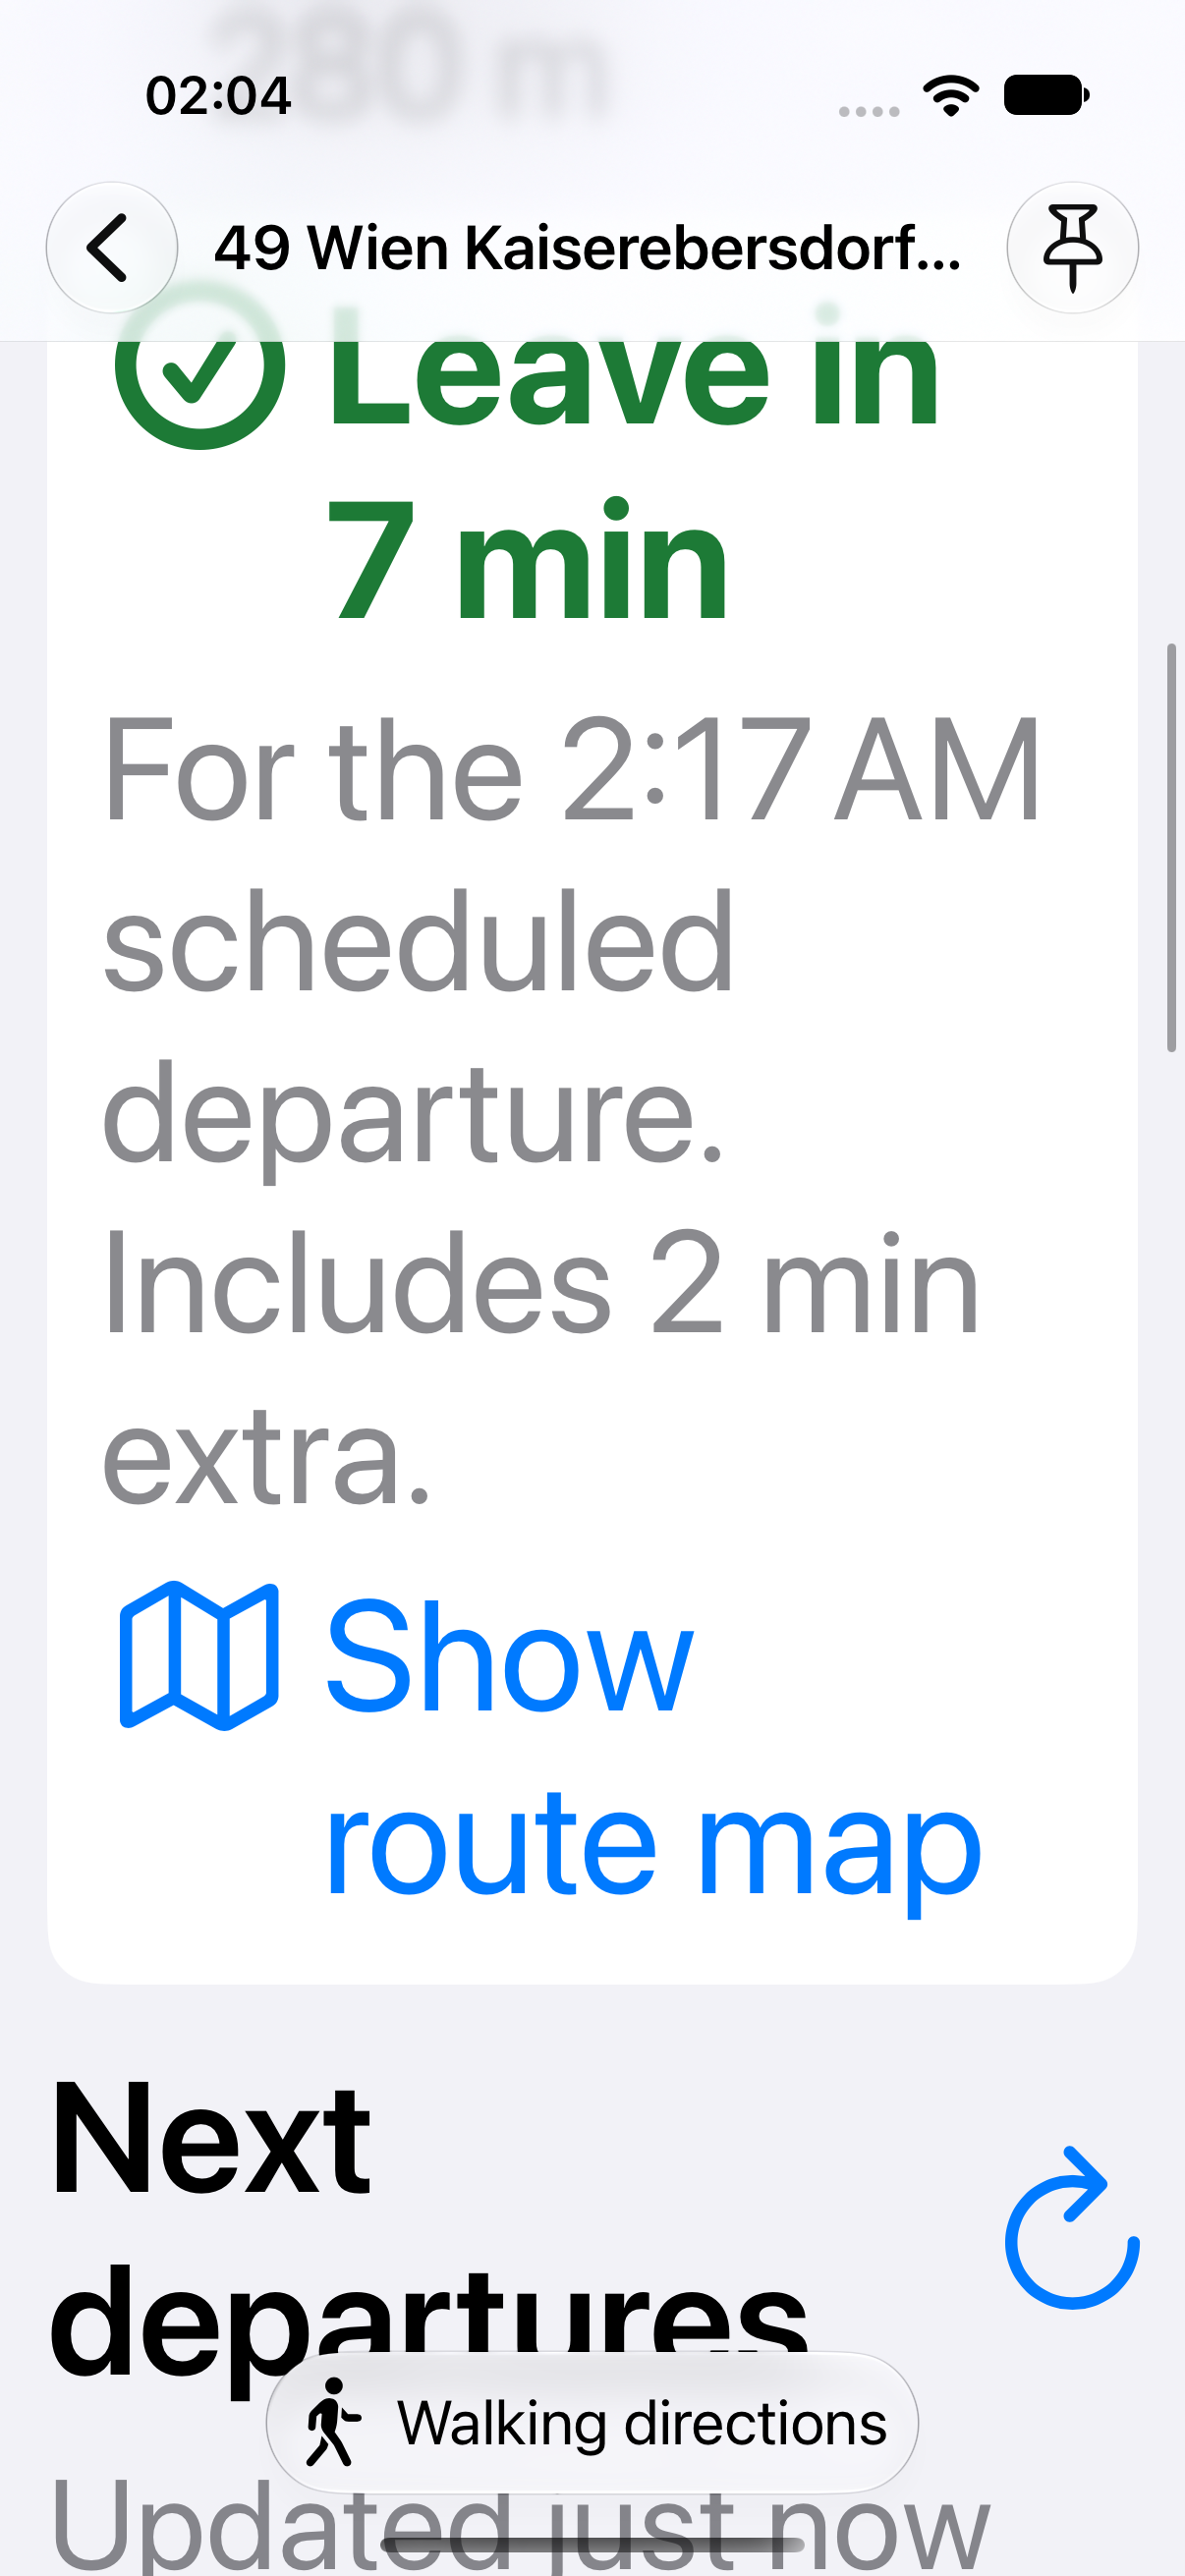 280 m
02:04
49 Wien Kaiserebersdorf...
Leave in
7 min
For the 2:17 AM
scheduled
departure.
Includes 2 min
extra.
Show
route map
Next
departures
Walking directions
Updated just now